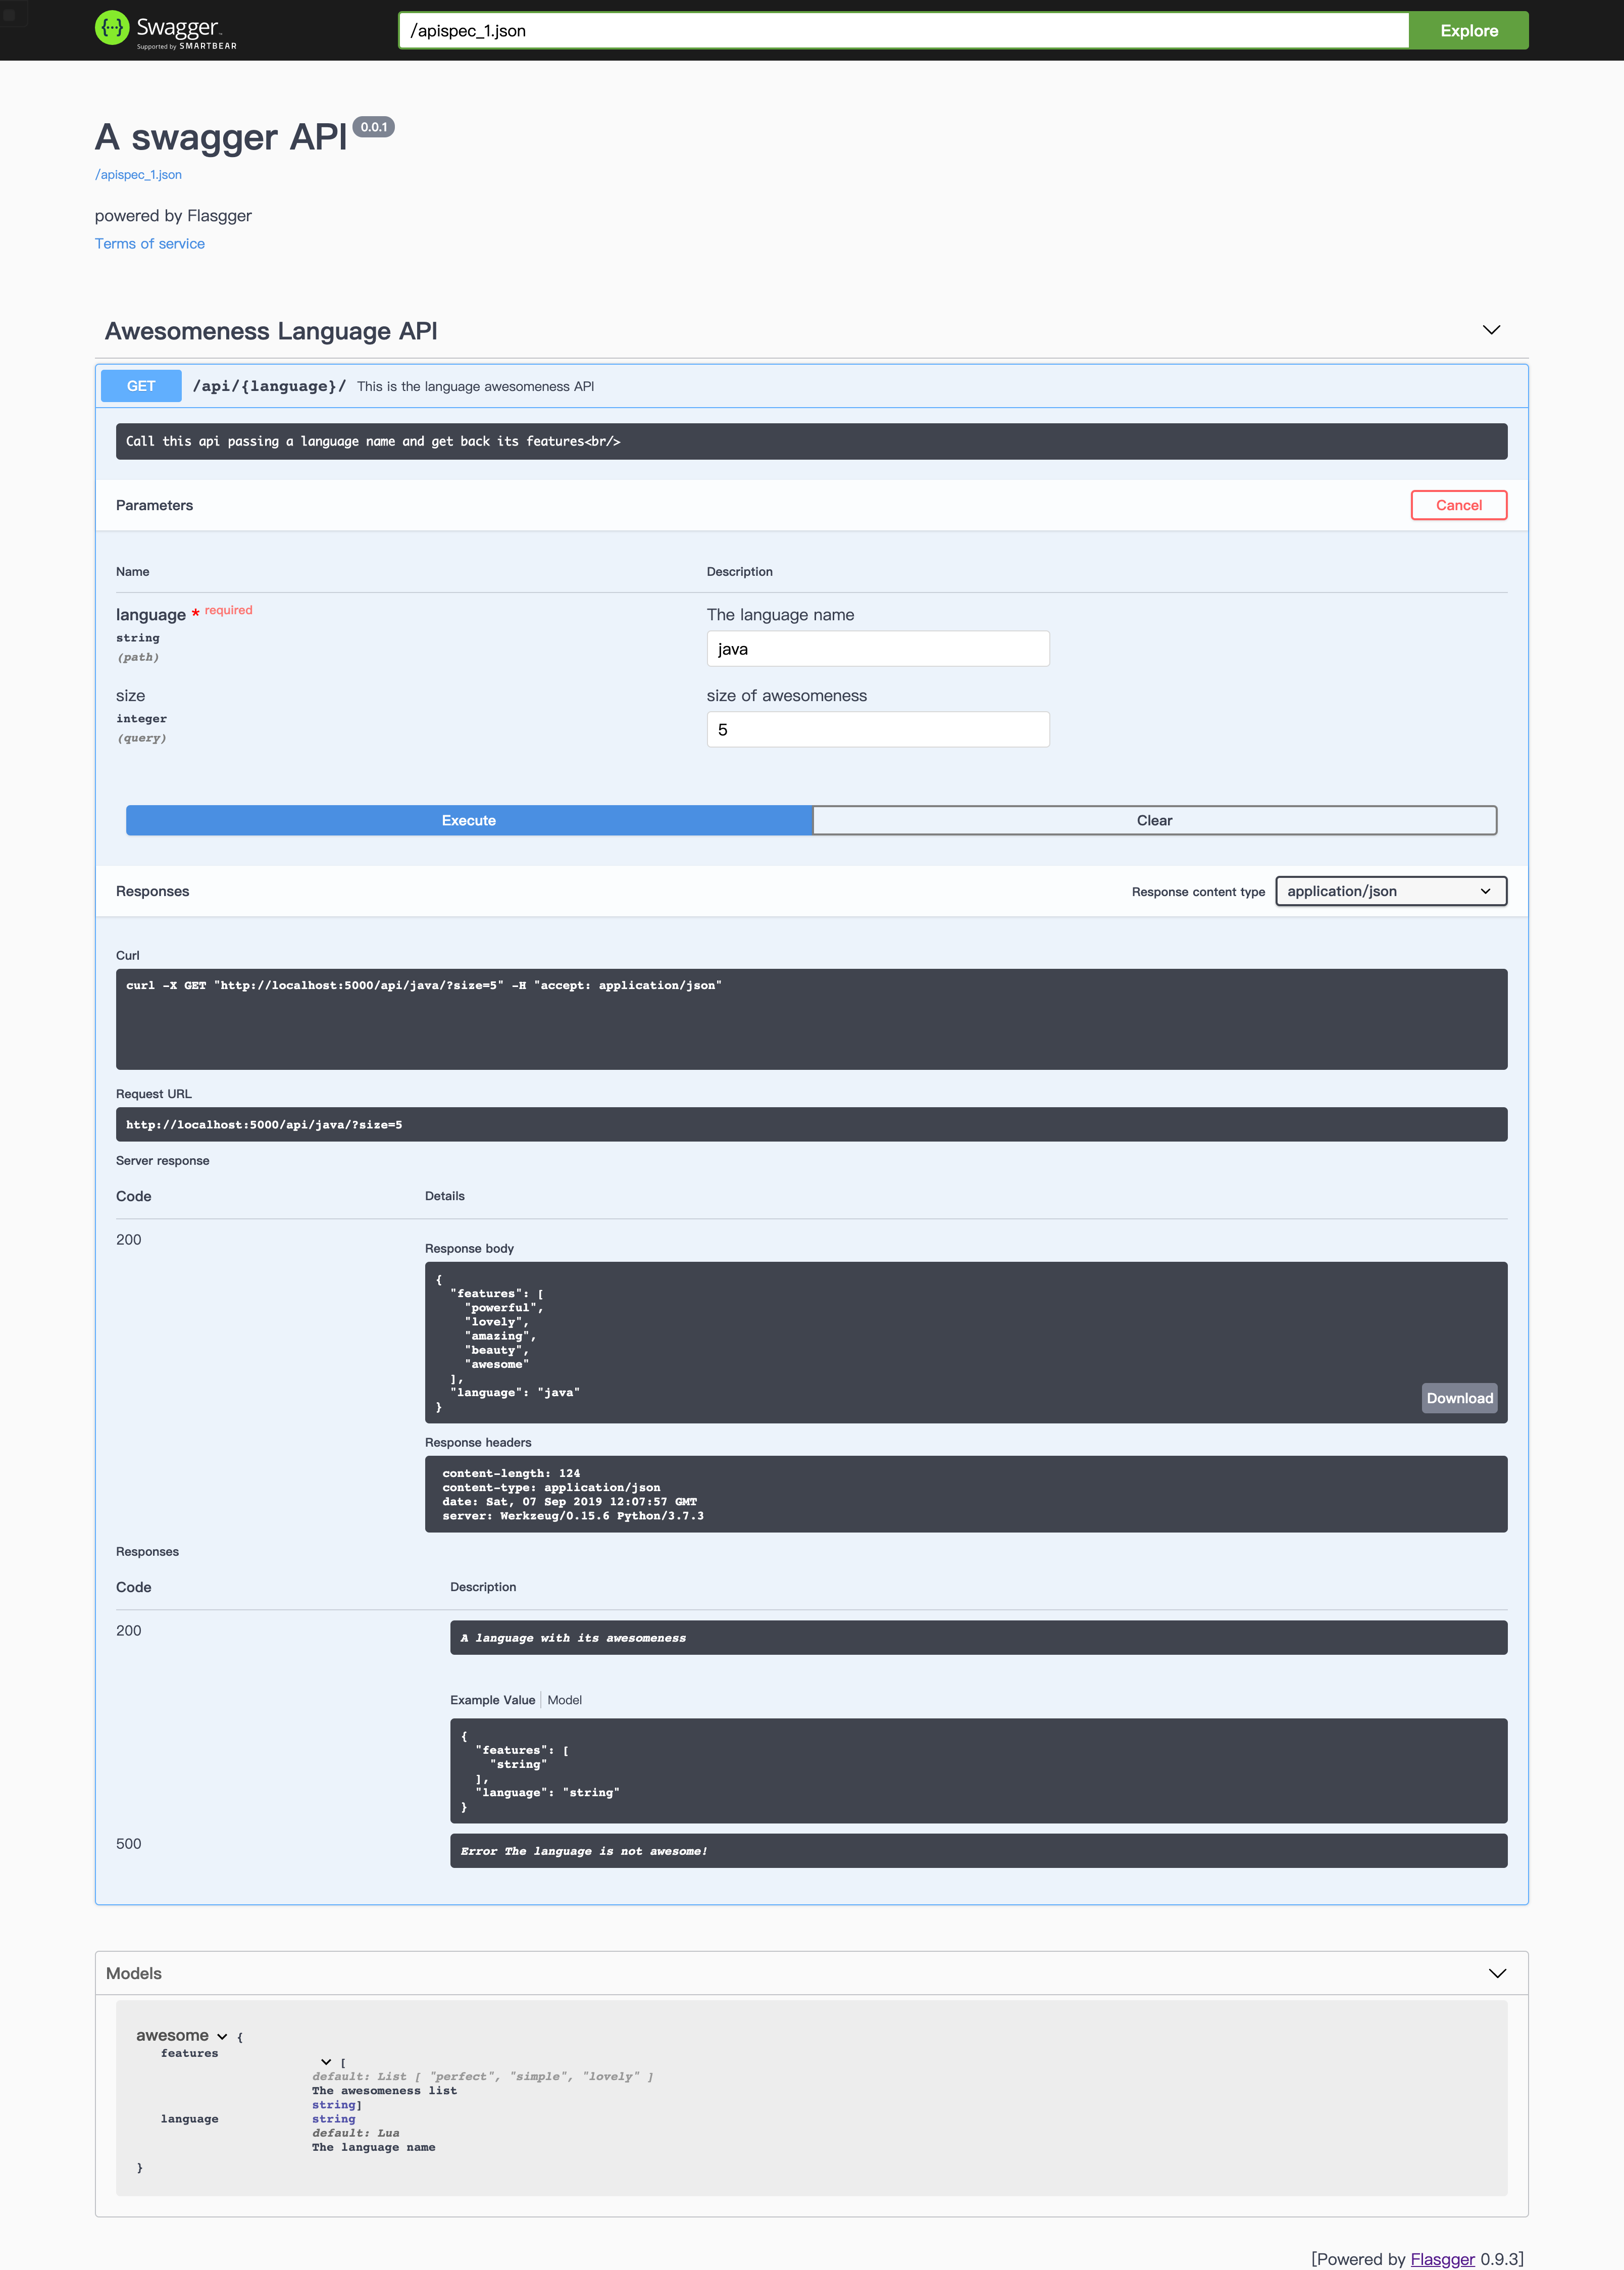 Swagger
Supported by SMARTBEAR
/apispec_1.json
Explore
A swagger API 0.0.1
/apispec_1.json
powered by Flasgger
Terms of service
Awesomeness Language API
GET /api/{language}/ This is the language awesomeness API
Call this api passing a language name and get back its features<br/>
Parameters
Cancel
Name Description
language * required The language name
string
(path)
java
size size of awesomeness
integer
(query)
5
Execute Clear
Responses Response content type application/json
Curl
curl -X GET "http://localhost:5000/api/java/?size=5" -H "accept: application/json"
Request URL
http://localhost:5000/api/java/?size=5
Server response
Code Details
200
Response body
{
  "features": [
    "powerful",
    "lovely",
    "amazing",
    "beauty",
    "awesome"
  ],
  "language": "java"
}
Download
Response headers
content-length: 124
content-type: application/json
date: Sat, 07 Sep 2019 12:07:57 GMT
server: Werkzeug/0.15.6 Python/3.7.3
Responses
Code Description
200
A language with its awesomeness
Example Value Model
{
  "features": [
    "string"
  ],
  "language": "string"
}
500
Error The language is not awesome!
Models
awesome {
features
[
default: List [ "perfect", "simple", "lovely" ]
The awesomeness list
string]
language string
default: Lua
The language name
}
[Powered by Flasgger 0.9.3]